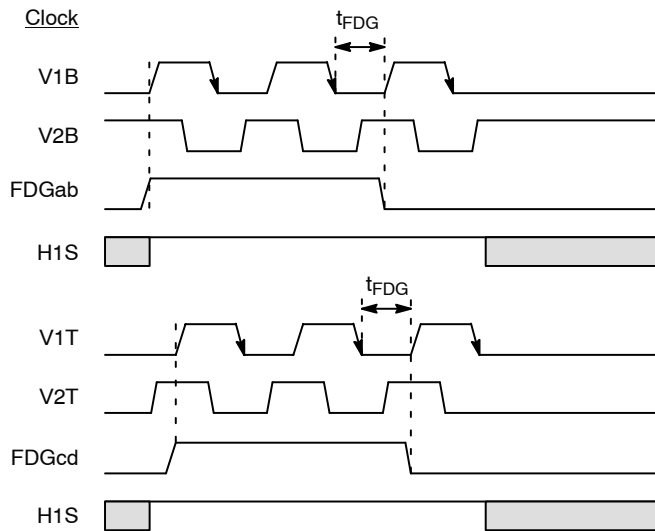 Clock
tFDG
V1B
V2B
FDGab
H1S
tFDG
V1T
V2T
FDGcd
H1S